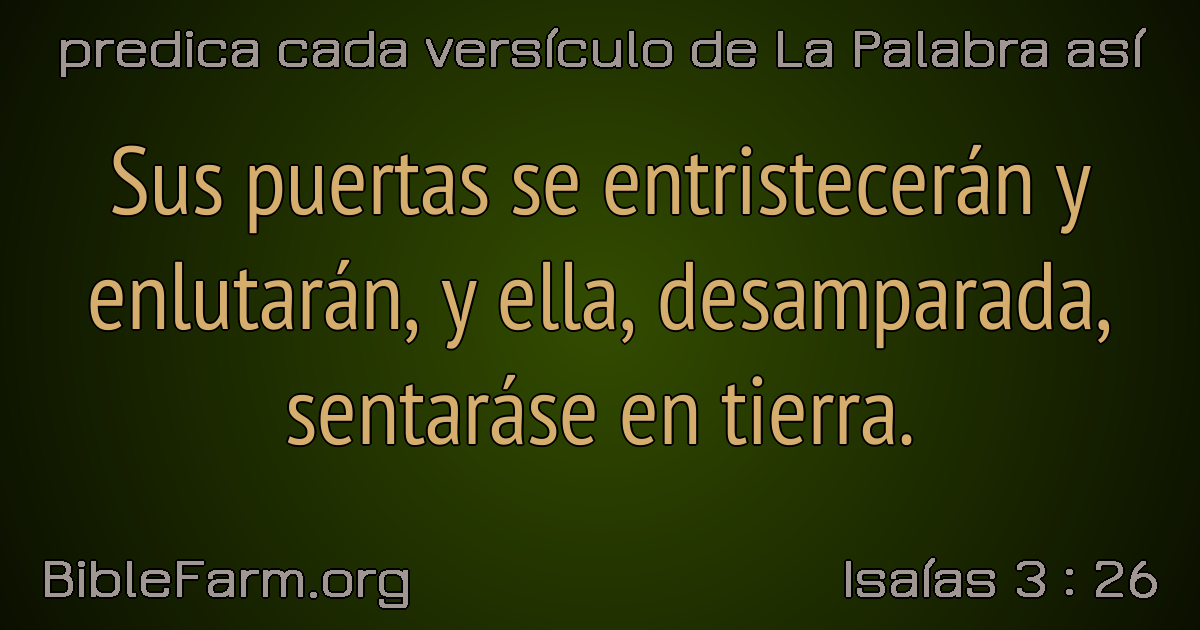 predica cada versículo de La Palabra así
Sus puertas se entristecerán y
enlutarán, y ella, desamparada,
sentaráse en tierra.
BibleFarm.org
Isaías 3 : 26